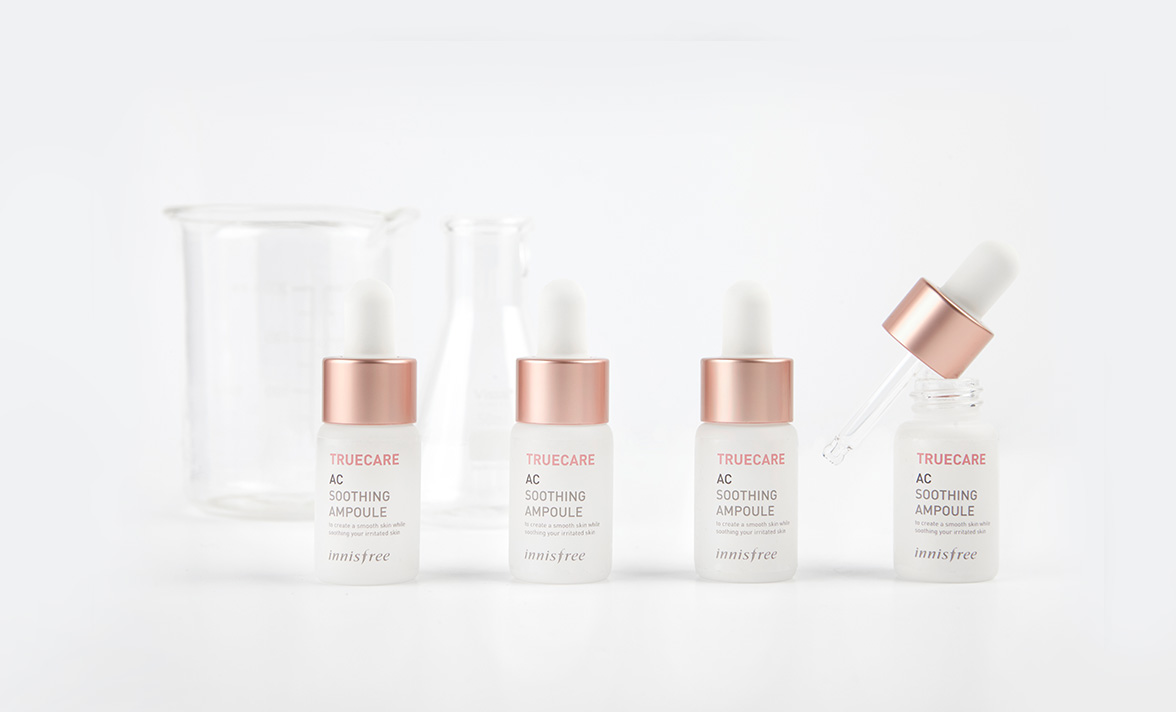 TRUECARE
AC
SOOTHING
AMPOULE
to create a smooth skin while
soothing your irritated skin
innisfree
TRUECARE
AC
SOOTHING
AMPOULE
to create a smooth skin while
soothing your irritated skin
innisfree
TRUECARE
AC
SOOTHING
AMPOULE
to create a smooth skin while
soothing your irritated skin
innisfree
TRUECARE
AC
SOOTHING
AMPOULE
to create a smooth skin while
soothing your irritated skin
innisfree